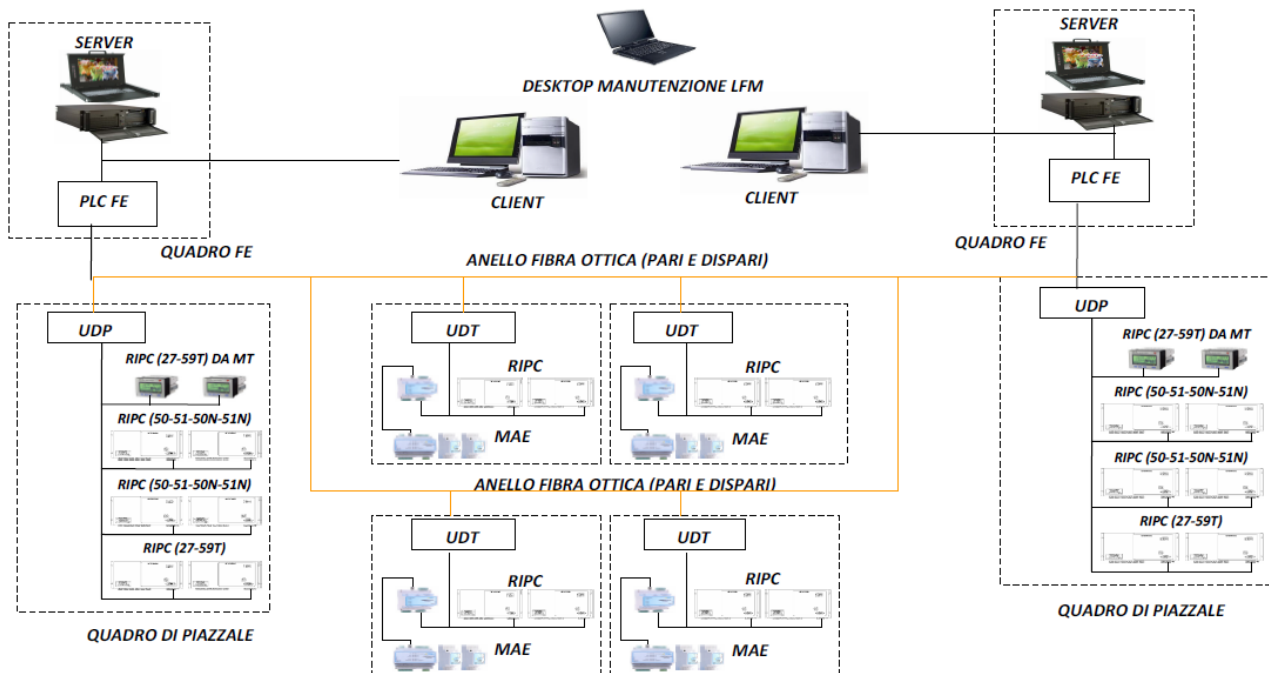 SERVER
SERVER
DESKTOP MANUTENZIONE LFM
CLIENT
CLIENT
PLC FE
PLC FE
QUADRO FE
QUADRO FE
ANELLO FIBRA OTTICA (PARI E DISPARI)
UDP
UDT
UDT
UDP
RIPC (27-59T) DA MT
RIPC
RIPC
RIPC (27-59T) DA MT
RIPC (50-51-50N-51N)
RIPC (50-51-50N-51N)
MAE
MAE
RIPC (50-51-50N-51N)
RIPC (50-51-50N-51N)
ANELLO FIBRA OTTICA (PARI E DISPARI)
RIPC (27-59T)
RIPC (27-59T)
UDT
UDT
RIPC
RIPC
QUADRO DI PIAZZALE
QUADRO DI PIAZZALE
MAE
MAE